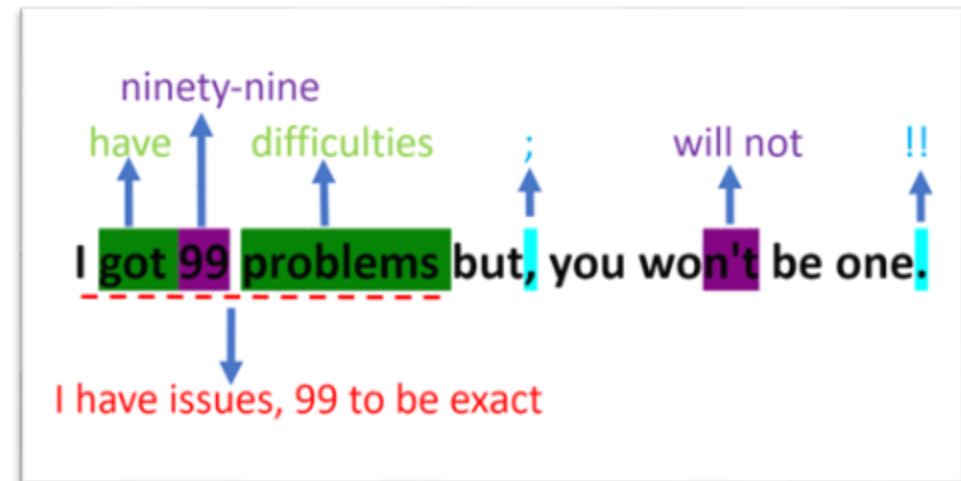 ninety-nine
have difficulties ; will not !!
I got 99 problems but, you won't be one.
I have issues, 99 to be exact